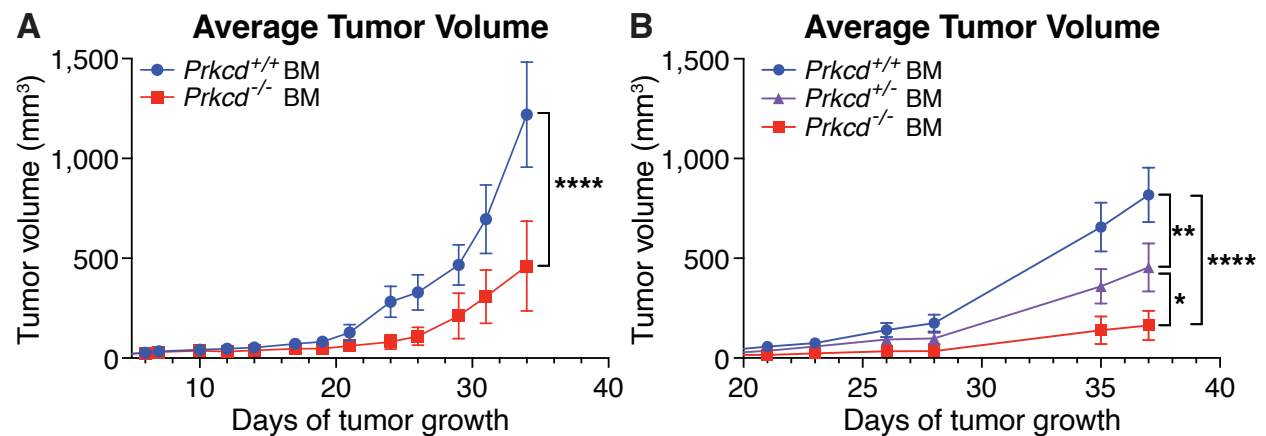 A
Average Tumor Volume
Tumor volume (mm³)
1,500
1,000
500
0
Prkcd+/+ BM
Prkcd-/- BM
****
10
20
30
40
Days of tumor growth
B
Average Tumor Volume
Tumor volume (mm³)
1,500
1,000
500
0
Prkcd+/+ BM
Prkcd+/- BM
Prkcd-/- BM
**
*
****
20
25
30
35
40
Days of tumor growth